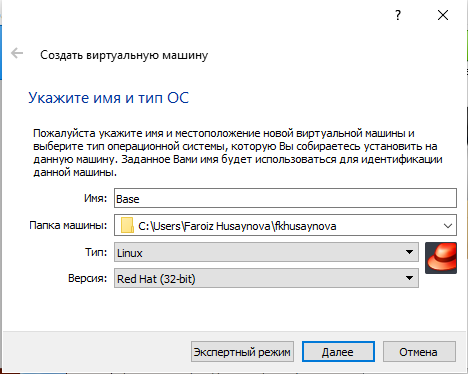 ?
Создать виртуальную машину
Укажите имя и тип ОС
Пожалуйста укажите имя и местоположение новой виртуальной машины и
выберите тип операционной системы, которую Вы собираетесь установить на
данную машину. Заданное Вами имя будет использоваться для идентификации
данной машины.
Имя: Base
Папка машины: C:\Users\Faroiz Husaynova\fkhusaynova
Тип: Linux
Версия: Red Hat (32-bit)
Экспертный режим Далее Отмена